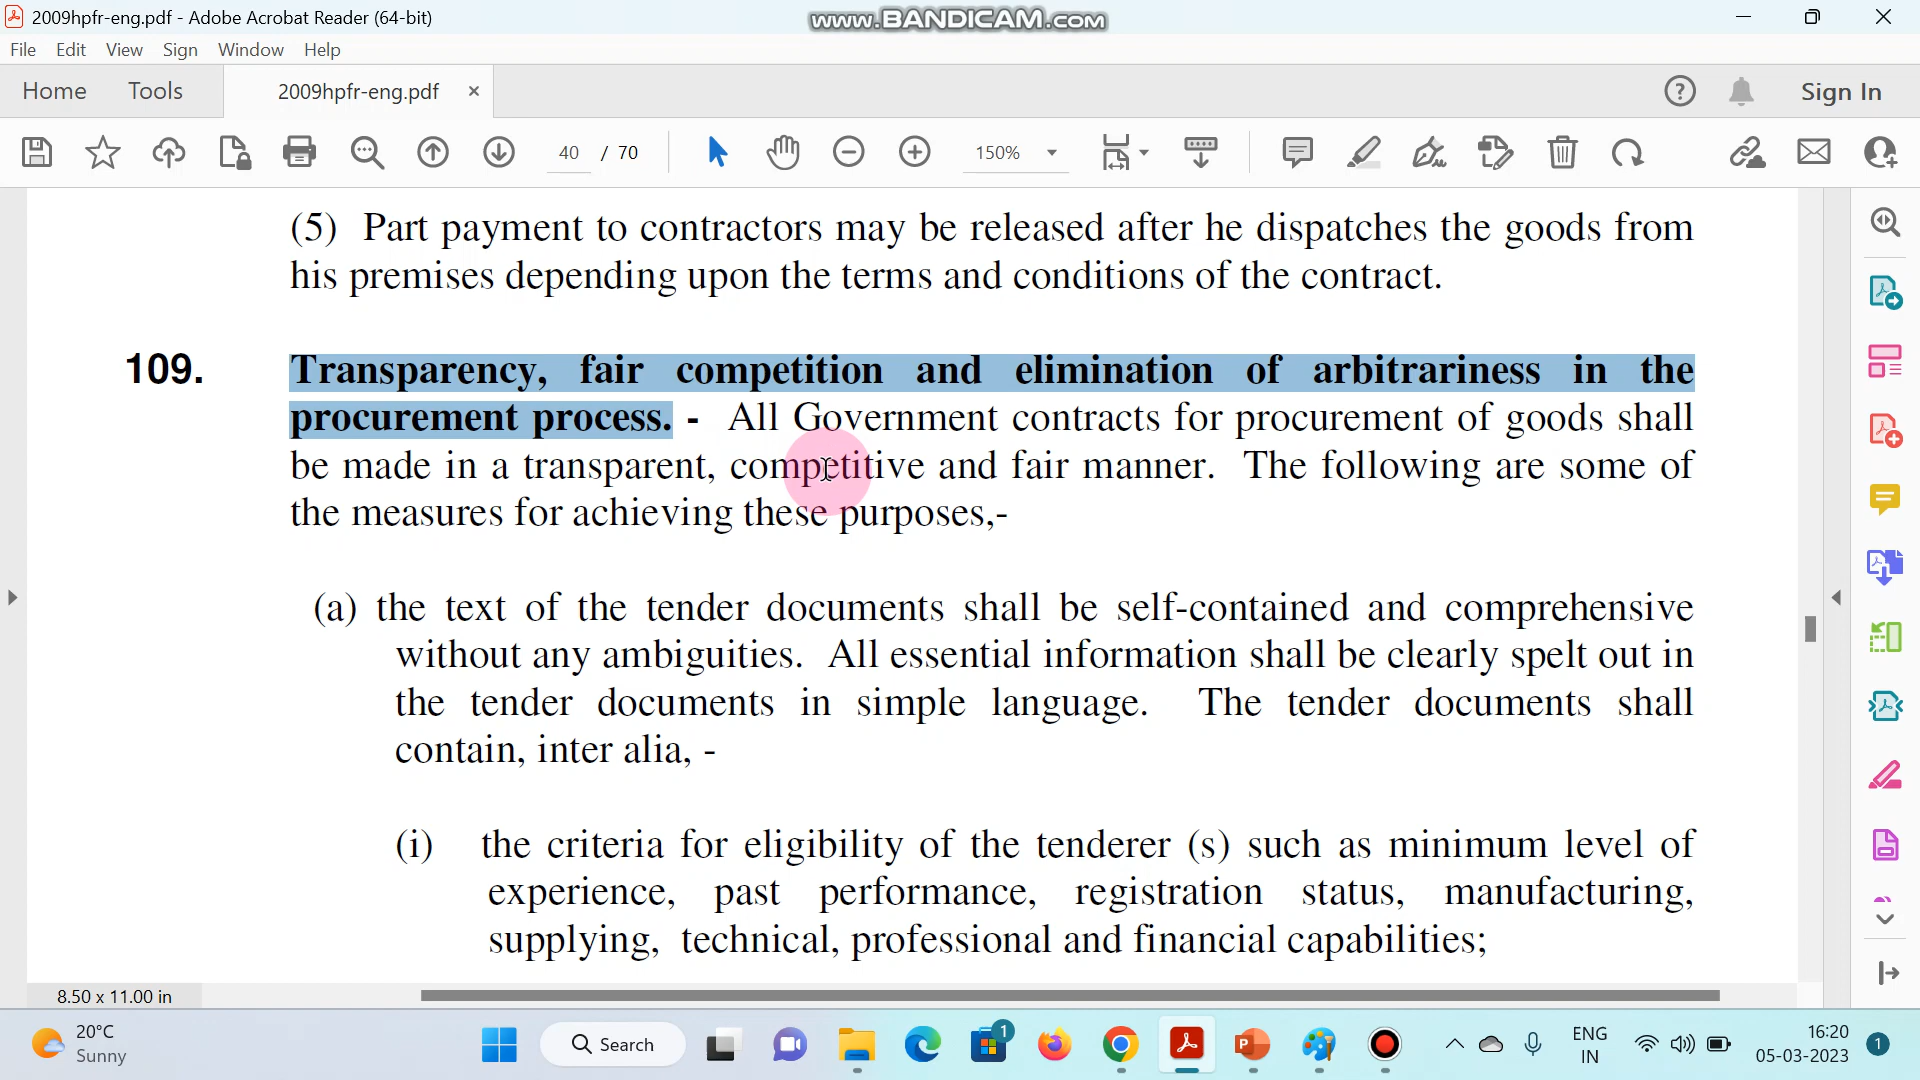 2009hpfr-eng.pdf - Adobe Acrobat Reader (64-bit)
www.BANDICAM.com
File Edit View Sign Window Help
Home Tools 2009hpfr-eng.pdf × Sign In
40 / 70 150%
(5) Part payment to contractors may be released after he dispatches the goods from
his premises depending upon the terms and conditions of the contract.
109. Transparency, fair competition and elimination of arbitrariness in the
procurement process. - All Government contracts for procurement of goods shall
be made in a transparent, competitive and fair manner. The following are some of
the measures for achieving these purposes,-
(a) the text of the tender documents shall be self-contained and comprehensive
without any ambiguities. All essential information shall be clearly spelt out in
the tender documents in simple language. The tender documents shall
contain, inter alia, -
(i) the criteria for eligibility of the tenderer (s) such as minimum level of
experience, past performance, registration status, manufacturing,
supplying, technical, professional and financial capabilities;
8.50 x 11.00 in
20°C
Sunny
Search
1
ENG
IN
16:20
05-03-2023
1